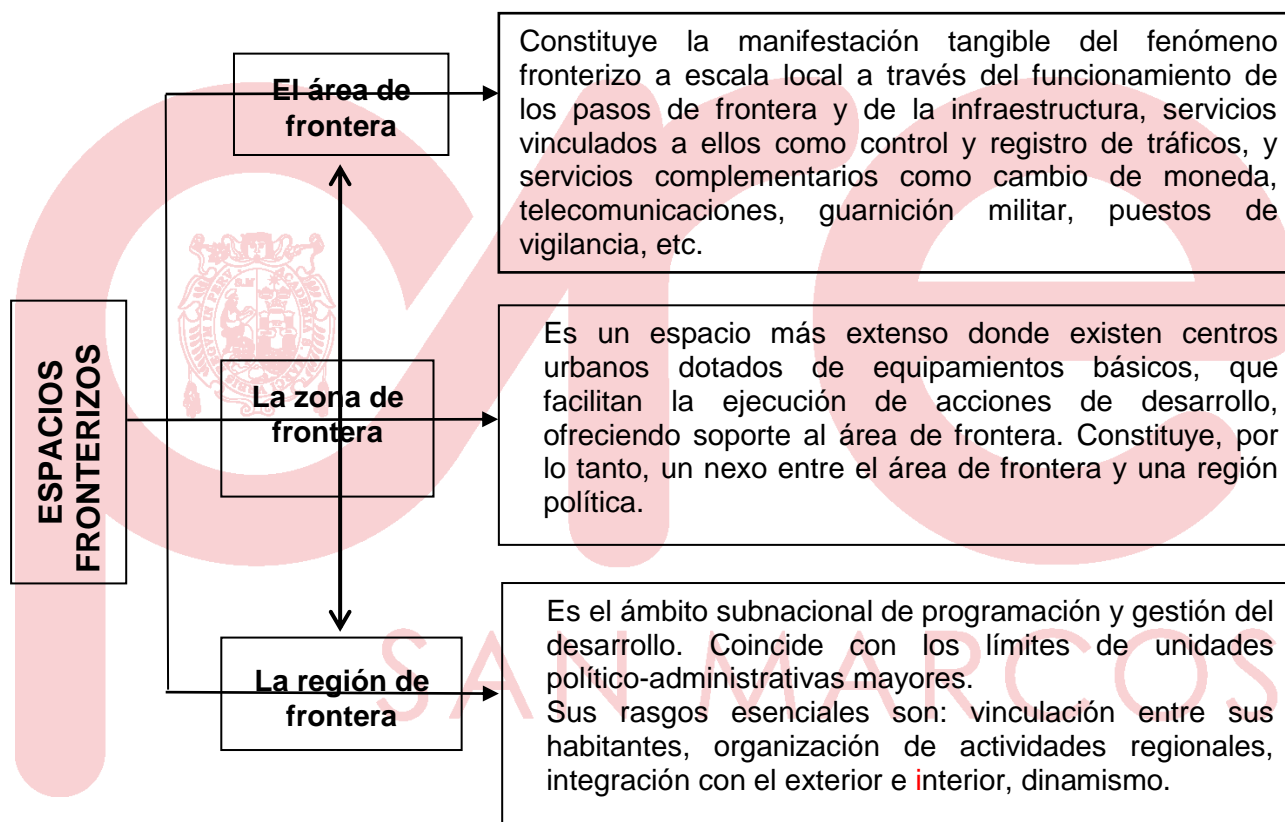 ESPACIOS
FRONTERIZOS
El área de
frontera
Constituye la manifestación tangible del fenómeno
fronterizo a escala local a través del funcionamiento de
los pasos de frontera y de la infraestructura, servicios
vinculados a ellos como control y registro de tráficos, y
servicios complementarios como cambio de moneda,
telecomunicaciones, guarnición militar, puestos de
vigilancia, etc.
La zona de
frontera
Es un espacio más extenso donde existen centros
urbanos dotados de equipamientos básicos, que
facilitan la ejecución de acciones de desarrollo,
ofreciendo soporte al área de frontera. Constituye, por
lo tanto, un nexo entre el área de frontera y una región
política.
La región de
frontera
Es el ámbito subnacional de programación y gestión del
desarrollo. Coincide con los límites de unidades
político-administrativas mayores.
Sus rasgos esenciales son: vinculación entre sus
habitantes, organización de actividades regionales,
integración con el exterior e interior, dinamismo.
Pre
SAN MARCOS